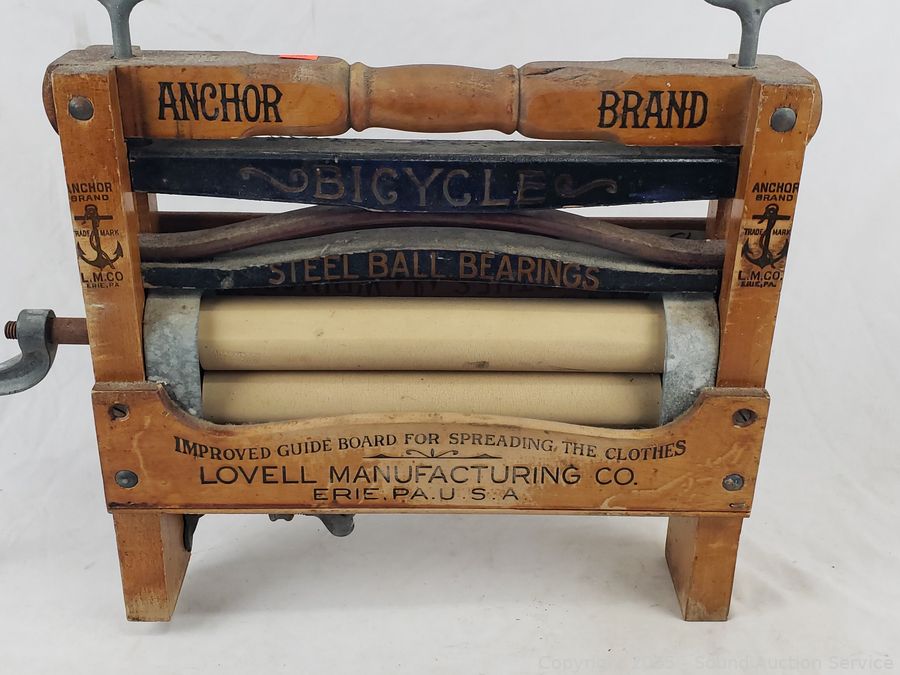 ANCHOR BRAND
BICYCLE
ANCHOR
BRAND
TRADE MARK
L.M.CO.
ERIE, PA.
ANCHOR
BRAND
TRADE MARK
L.M.CO.
ERIE, PA.
STEEL BALL BEARINGS
IMPROVED GUIDE BOARD FOR SPREADING THE CLOTHES
LOVELL MANUFACTURING CO.
ERIE. PA. U.S.A
Copyright 2025 - Sound Auction Service